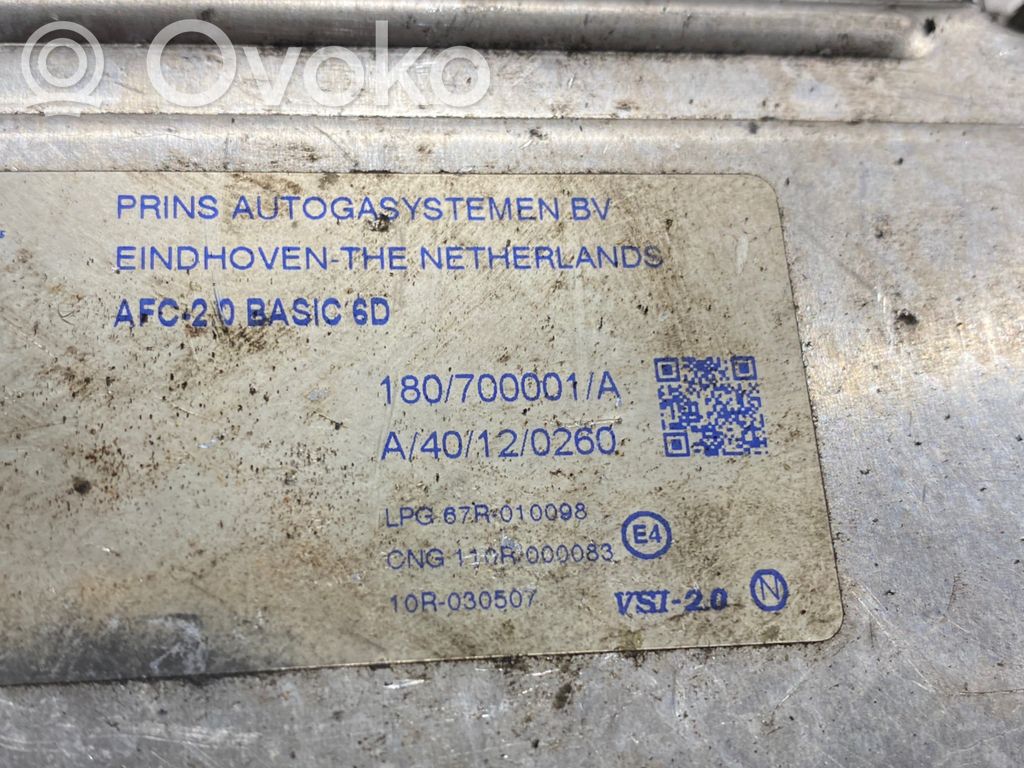 Ovoko
PRINS AUTOGASYSTEMEN BV
EINDHOVEN-THE NETHERLANDS
AFC-2.0 BASIC 6D
180/700001/A
A/40/12/0260
LPG 67R-010098
CNG 110R-000083 E4
10R-030507 VSI-2.0 N